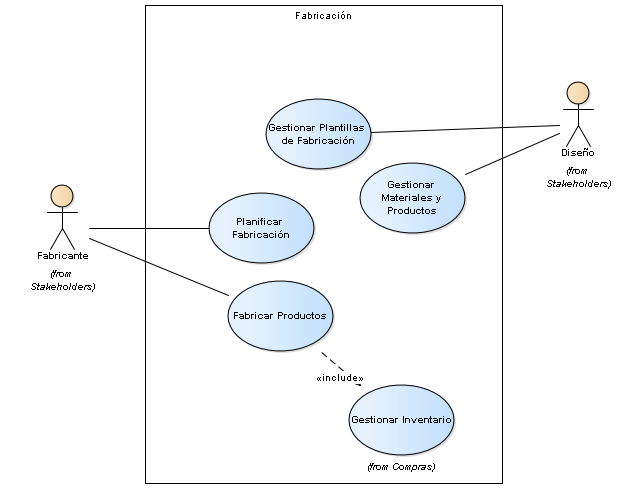 Fabricación
Gestionar Plantillas
de Fabricación
Diseño
(from
Stakeholders)
Gestionar
Materiales y
Productos
Planificar
Fabricación
Fabricante
(from
Stakeholders)
Fabricar Productos
«include»
Gestionar Inventario
(from Compras)